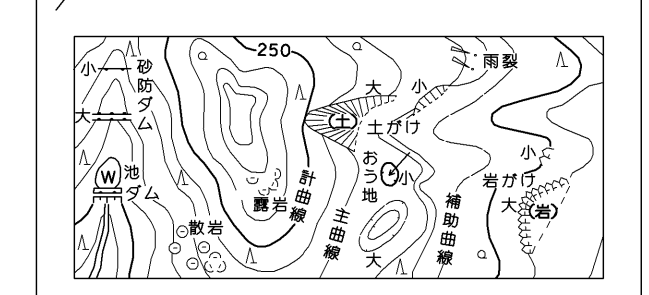 250
小
砂防ダム
大
W
池
ダム
散岩
露岩
計曲線
主曲線
大
小
雨裂
(土)
土がけ
おう地
小
大
補助曲線
小
岩がけ
大
(岩)